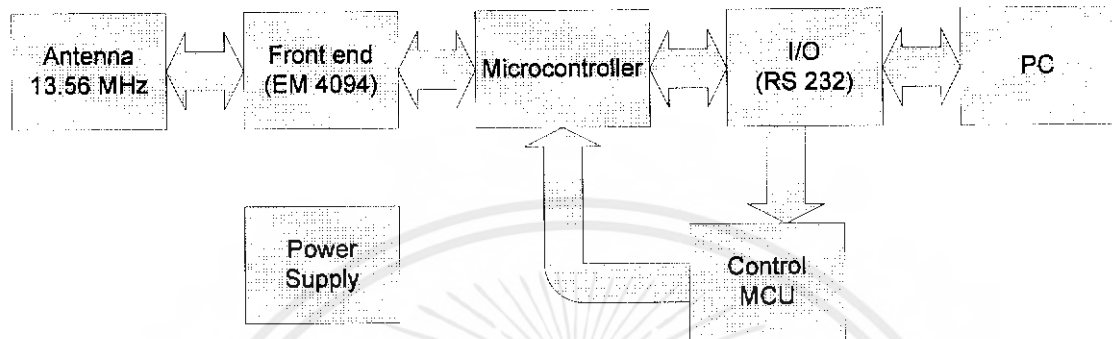 Antenna
13.56 MHz
Front end
(EM 4094)
Microcontroller
I/O
(RS 232)
PC
Power
Supply
Control
MCU